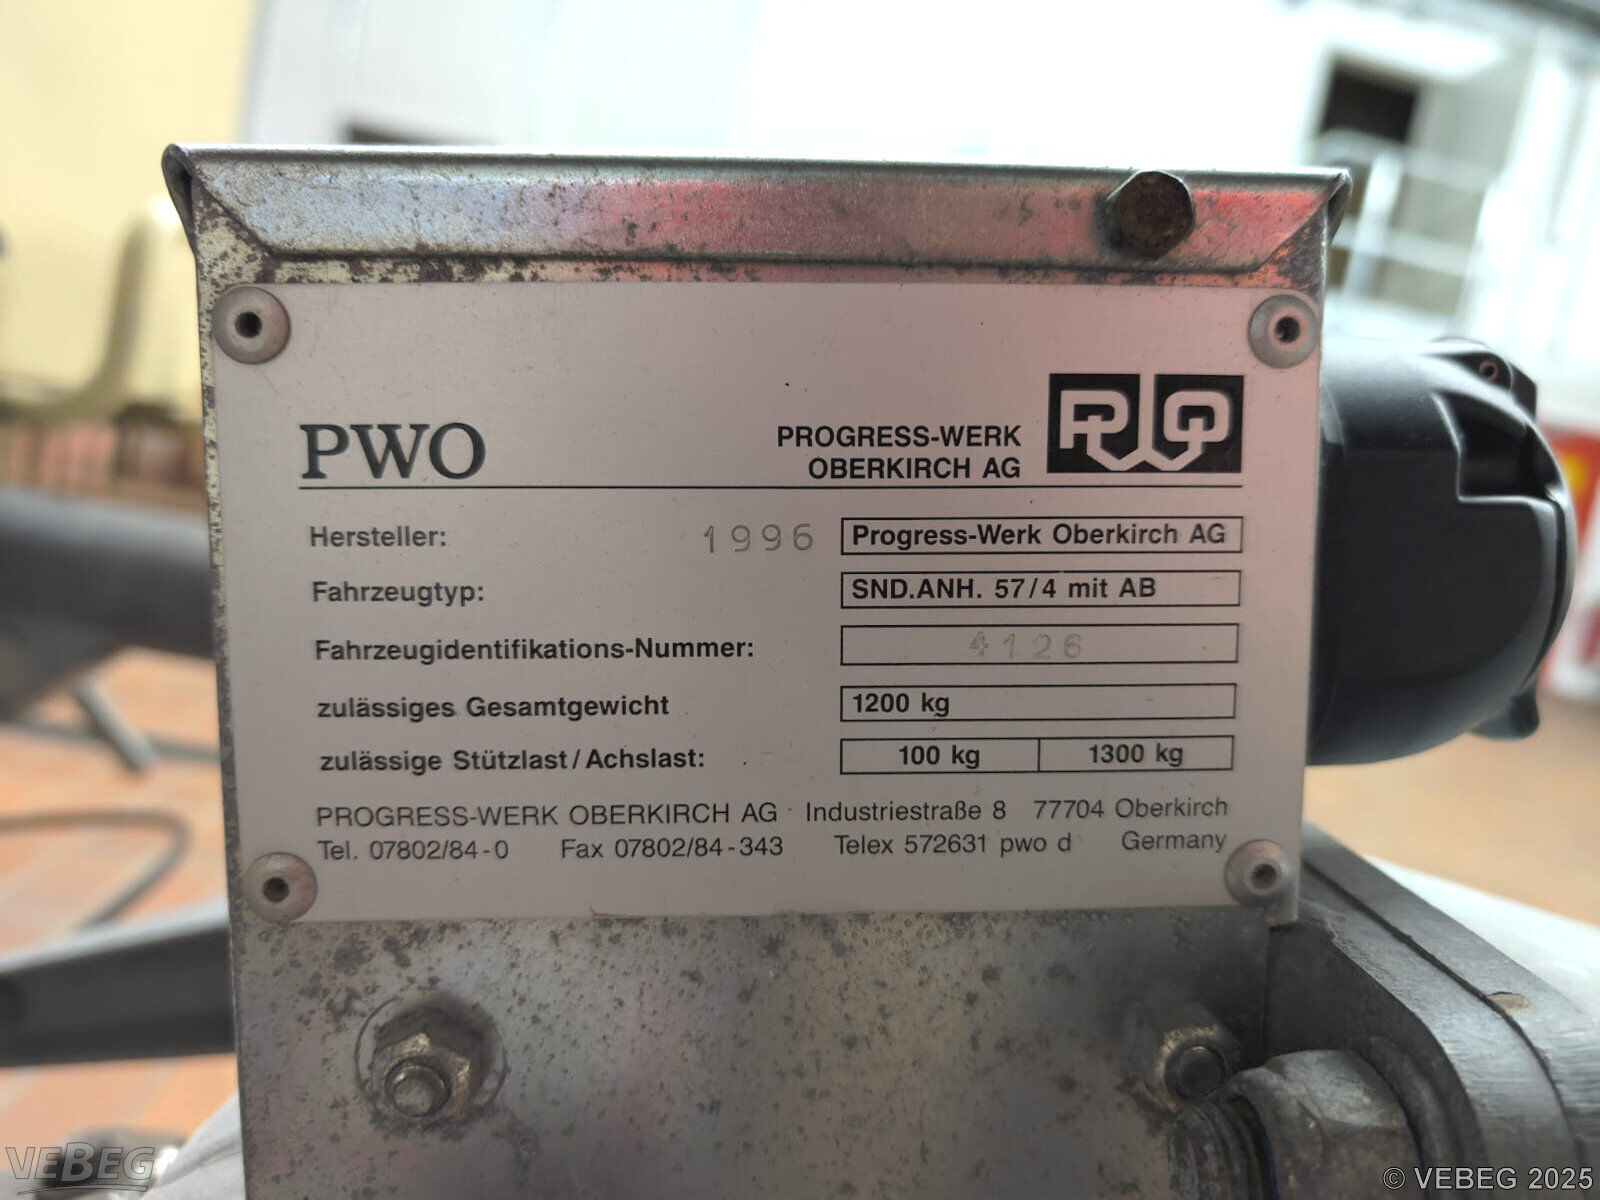 PWO
PROGRESS-WERK
OBERKIRCH AG
PWO
Hersteller: 1996 Progress-Werk Oberkirch AG
Fahrzeugtyp: SND.ANH. 57/4 mit AB
Fahrzeugidentifikations-Nummer: 4126
zulässiges Gesamtgewicht 1200 kg
zulässige Stützlast/Achslast: 100 kg 1300 kg
PROGRESS-WERK OBERKIRCH AG · Industriestraße 8 77704 Oberkirch
Tel. 07802/84-0 Fax 07802/84-343 Telex 572631 pwo d Germany
VEBEG
© VEBEG 2025